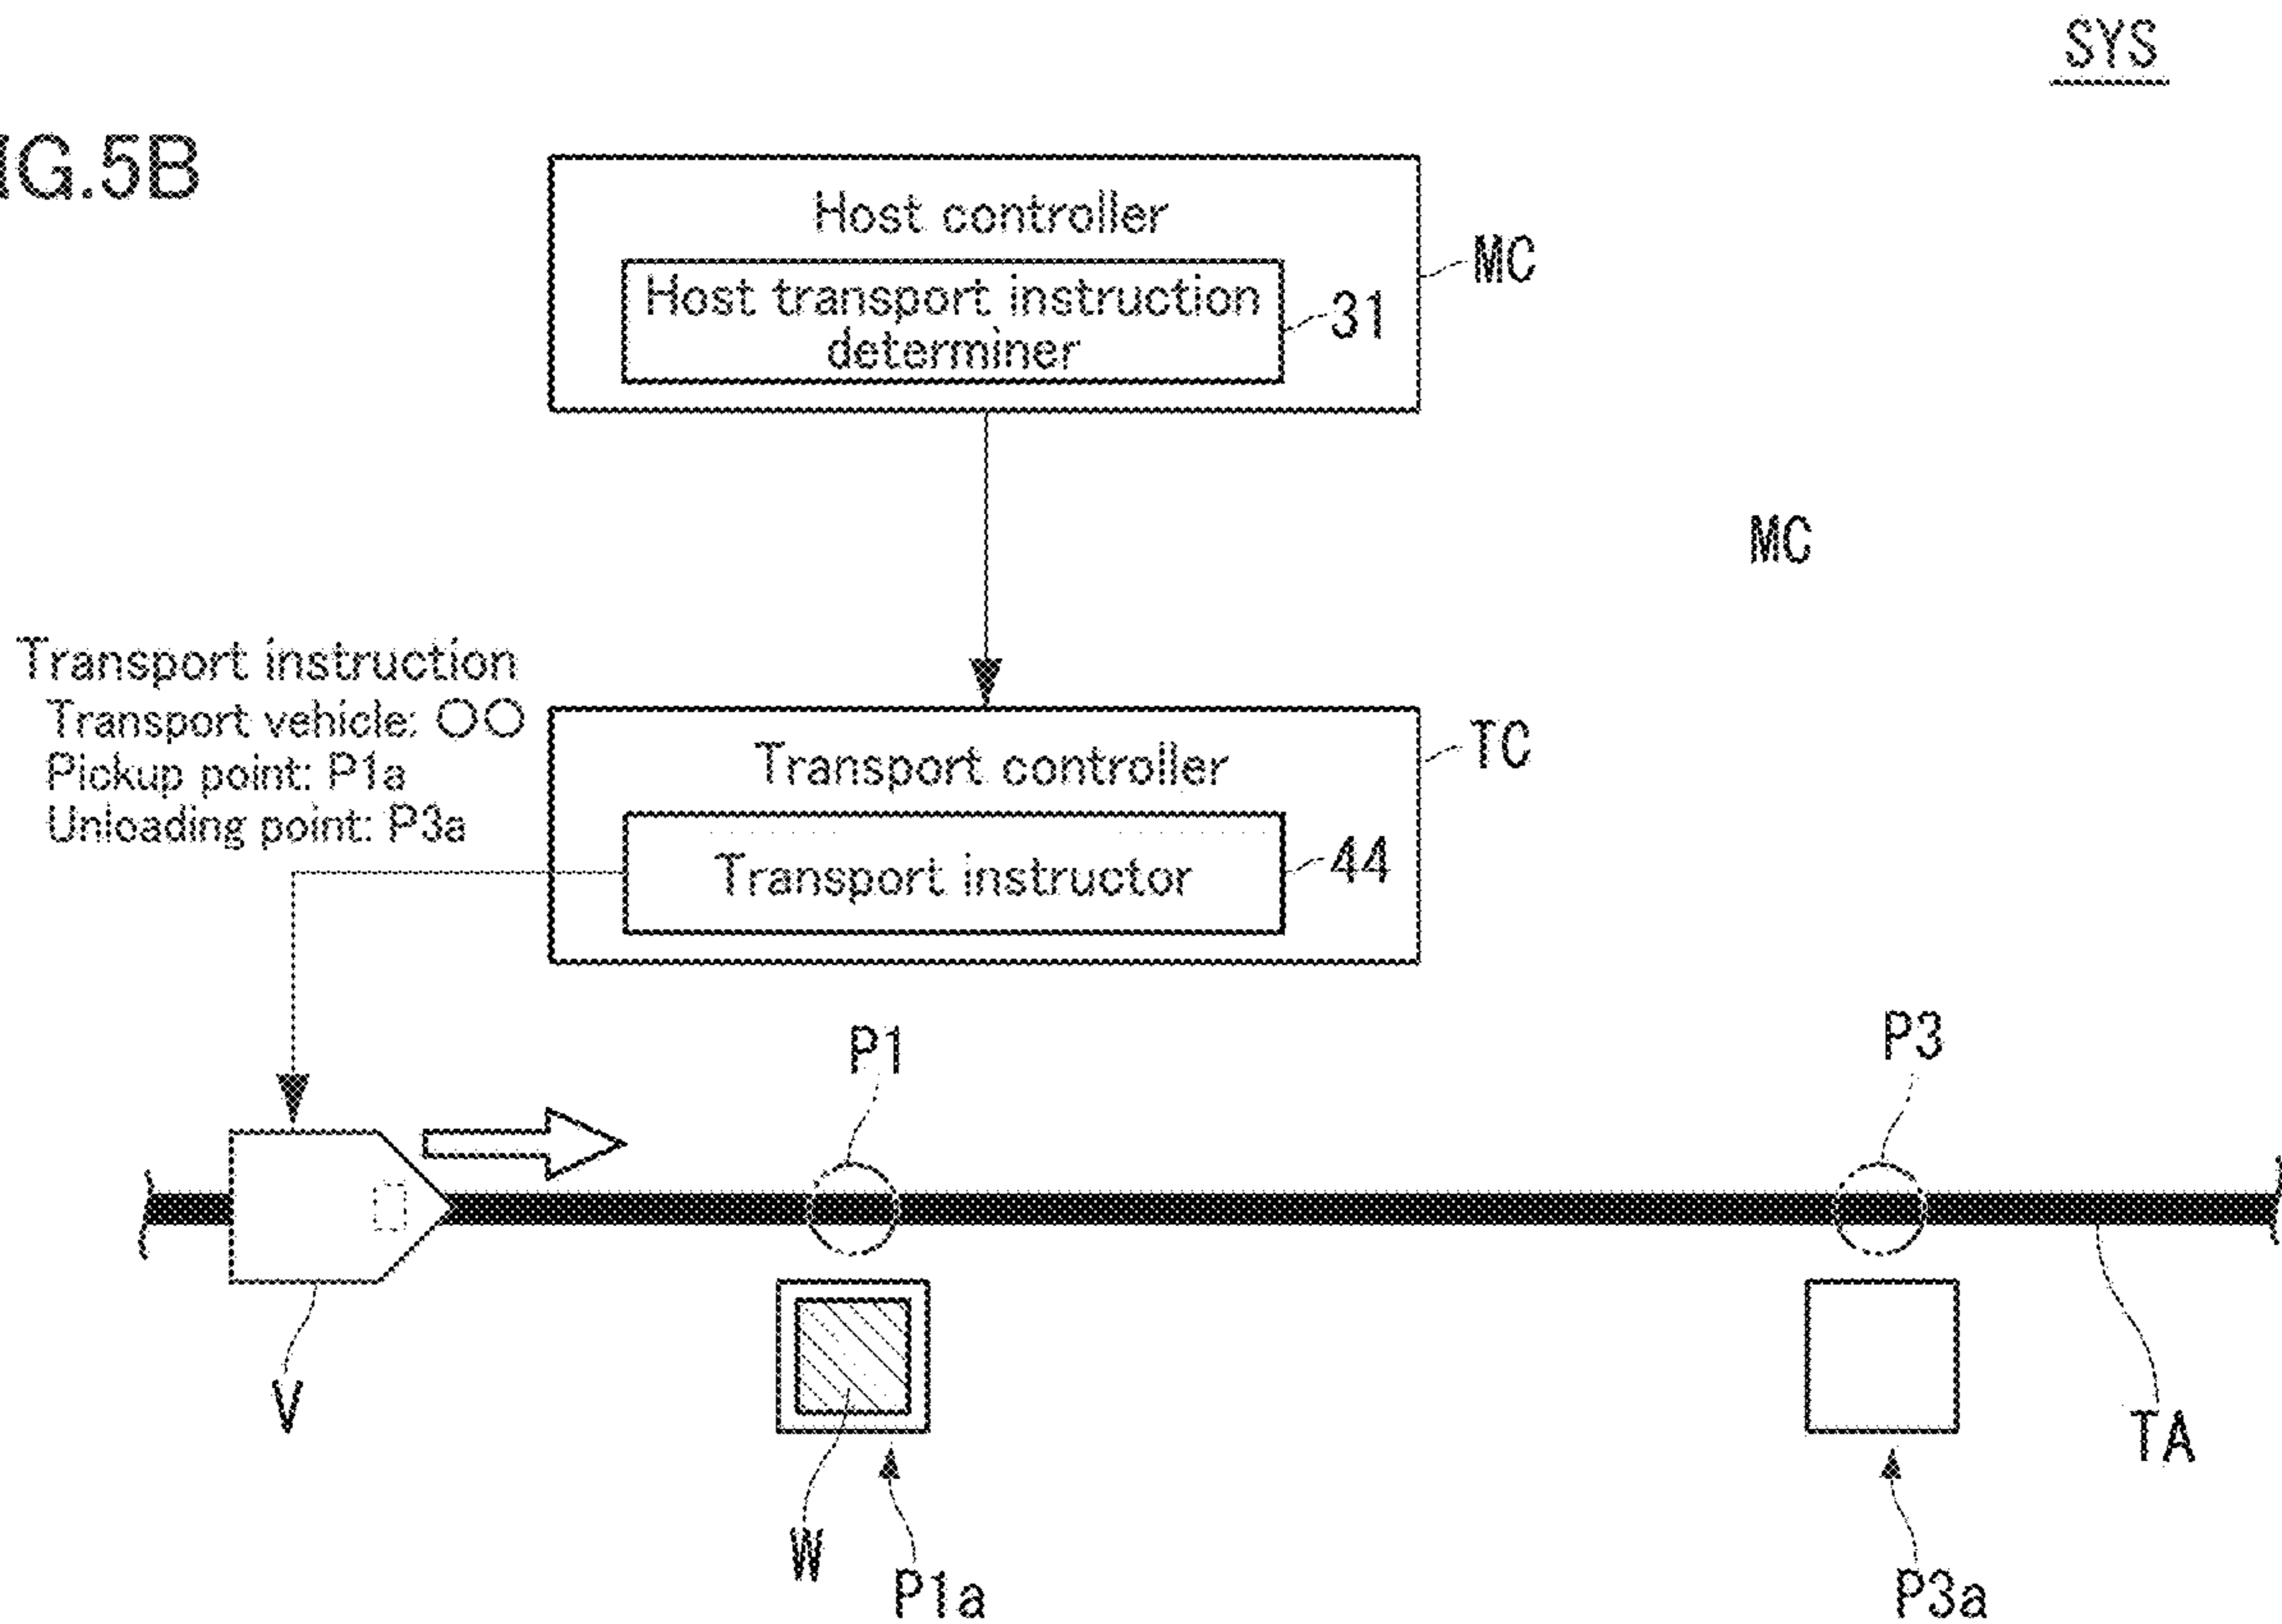 SYS
IG.5B
Host controller
MC
Host transport instruction
determiner
31
MC
Transport instruction
Transport vehicle: ○○
Pickup point: P1a
Unloading point: P3a
Transport controller
TC
Transport instructor
44
P1
P3
V
W
P1a
P3a
TA